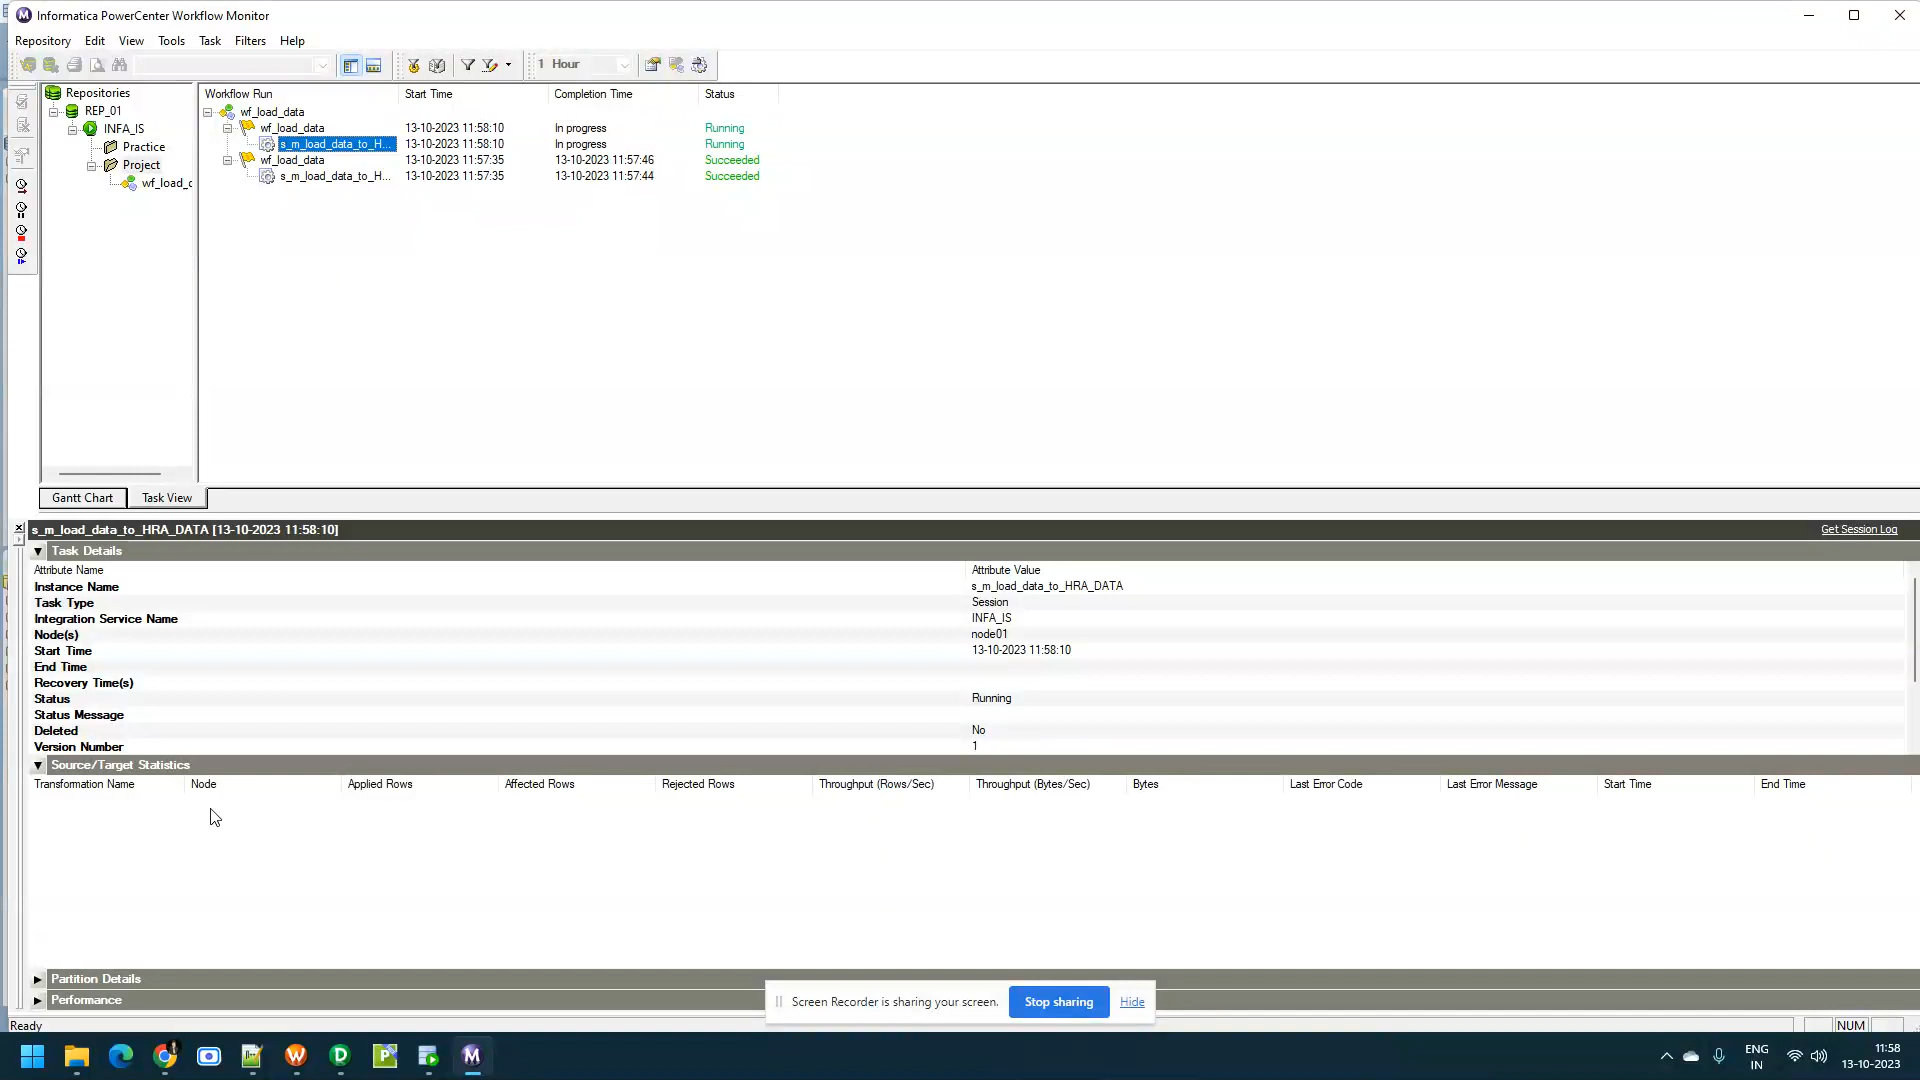 Informatica PowerCenter Workflow Monitor
Repository Edit View Tools Task Filters Help
1 Hour
Repositories
REP_01
INFA_IS
Practice
Project
wf_load_c
Workflow Run Start Time Completion Time Status
wf_load_data
wf_load_data 13-10-2023 11:58:10 In progress Running
s_m_load_data_to_H... 13-10-2023 11:58:10 In progress Running
wf_load_data 13-10-2023 11:57:35 13-10-2023 11:57:46 Succeeded
s_m_load_data_to_H... 13-10-2023 11:57:35 13-10-2023 11:57:44 Succeeded
Gantt Chart Task View
s_m_load_data_to_HRA_DATA [13-10-2023 11:58:10] Get Session Log
Task Details
Attribute Name Attribute Value
Instance Name s_m_load_data_to_HRA_DATA
Task Type Session
Integration Service Name INFA_IS
Node(s) node01
Start Time 13-10-2023 11:58:10
End Time
Recovery Time(s)
Status Running
Status Message
Deleted No
Version Number 1
Source/Target Statistics
Transformation Name Node Applied Rows Affected Rows Rejected Rows Throughput (Rows/Sec) Throughput (Bytes/Sec) Bytes Last Error Code Last Error Message Start Time End Time
Partition Details
Performance
Screen Recorder is sharing your screen. Stop sharing Hide
Ready NUM
ENG
IN
11:58
13-10-2023